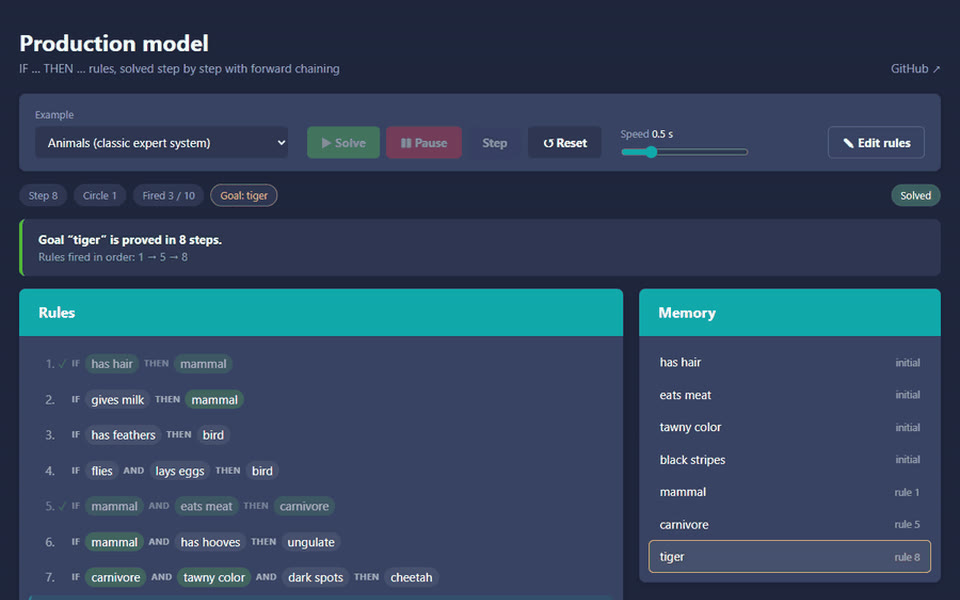 Production model
IF ... THEN ... rules, solved step by step with forward chaining
GitHub ↗
Example
Animals (classic expert system)
▶ Solve
Pause
Step
↺ Reset
Speed 0.5 s
✎ Edit rules
Step 8
Circle 1
Fired 3 / 10
Goal: tiger
Solved
Goal “tiger” is proved in 8 steps.
Rules fired in order: 1 → 5 → 8
Rules
1. ✓ IF has hair THEN mammal
2. IF gives milk THEN mammal
3. IF has feathers THEN bird
4. IF flies AND lays eggs THEN bird
5. ✓ IF mammal AND eats meat THEN carnivore
6. IF mammal AND has hooves THEN ungulate
7. IF carnivore AND tawny color AND dark spots THEN cheetah
Memory
has hair initial
eats meat initial
tawny color initial
black stripes initial
mammal rule 1
carnivore rule 5
tiger rule 8